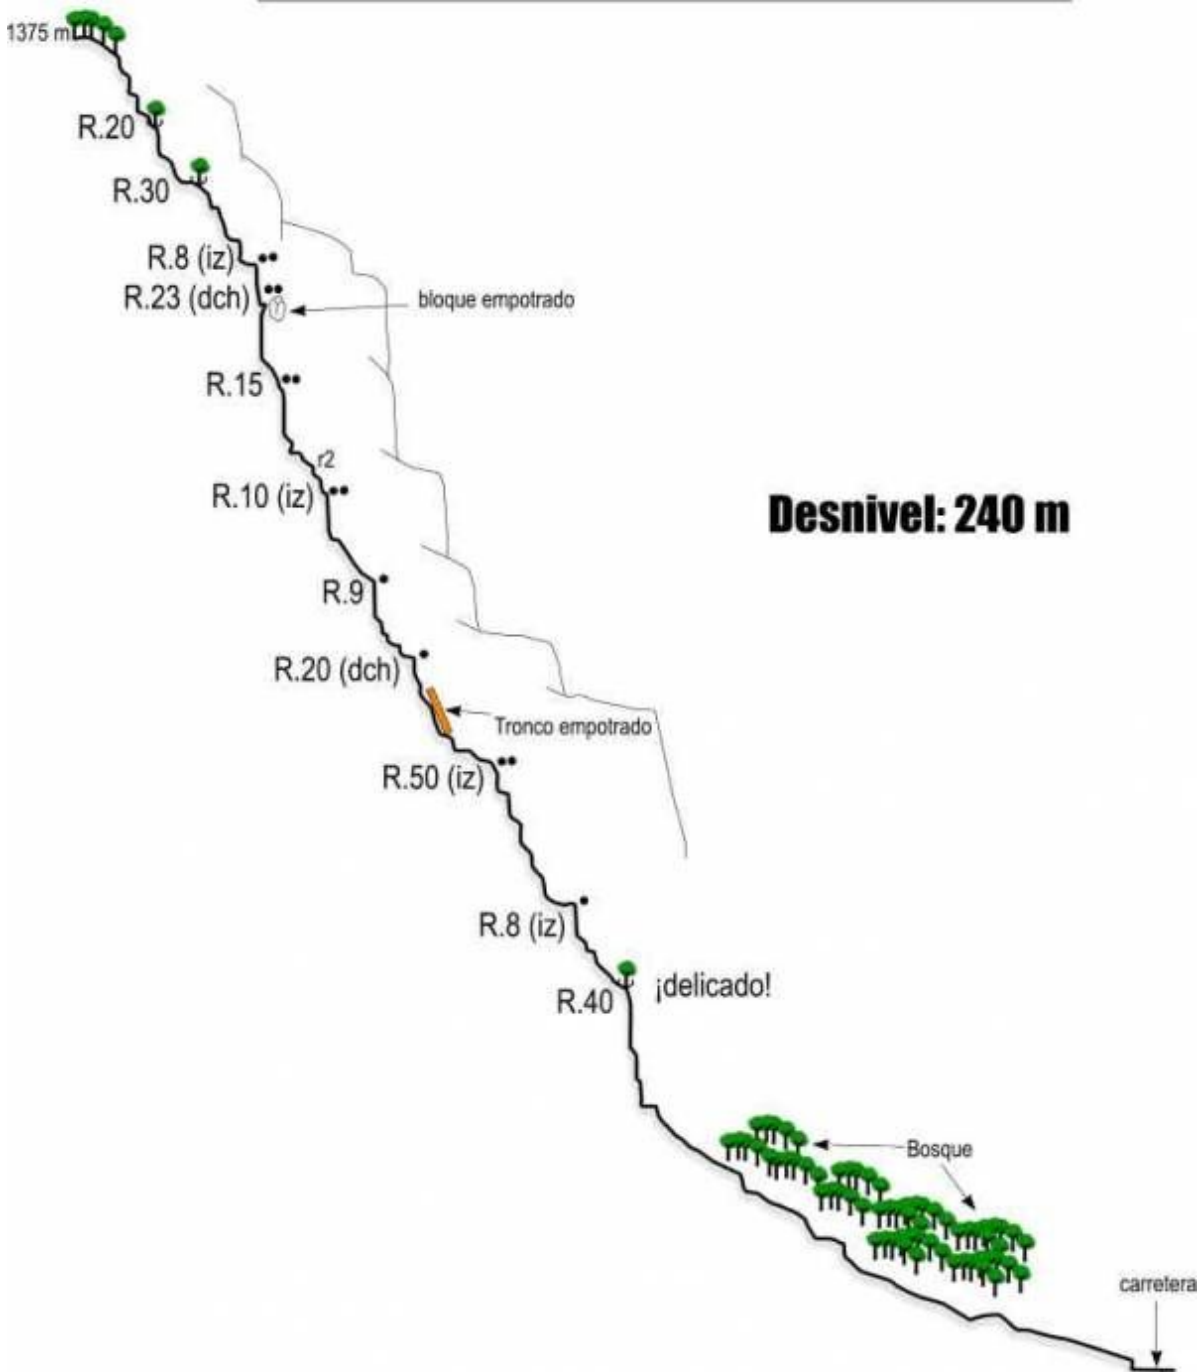 1375 m.
R.20
R.30
R.8 (iz)
R.23 (dch)
bloque empotrado
R.15
r2
R.10 (iz)
Desnivel: 240 m
R.9
R.20 (dch)
Tronco empotrado
R.50 (iz)
R.8 (iz)
R.40
¡delicado!
Bosque
carretera